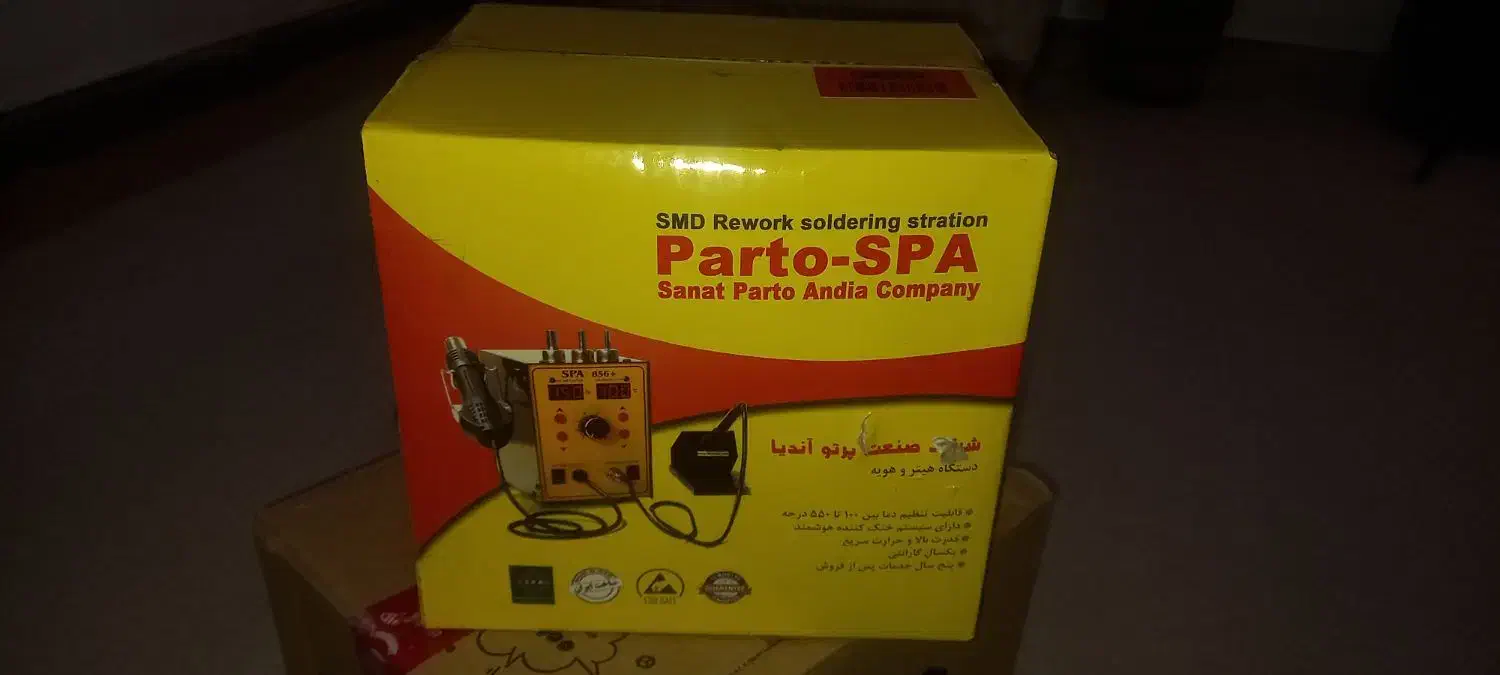 SMD Rework soldering stration
Parto-SPA
Sanat Parto Andia Company
SPA 856+
صنعت پرتو آندیا
دستگاه هیتر و هویه
قابلیت تنظیم دما بین ۱۰۰ تا ۵۵۰ درجه
دارای سیستم خنک کننده هوشمند
قدرت بالا و حرارت سریع
یکسال گارانتی
پنج سال خدمات پس از فروش
GUARANTEE